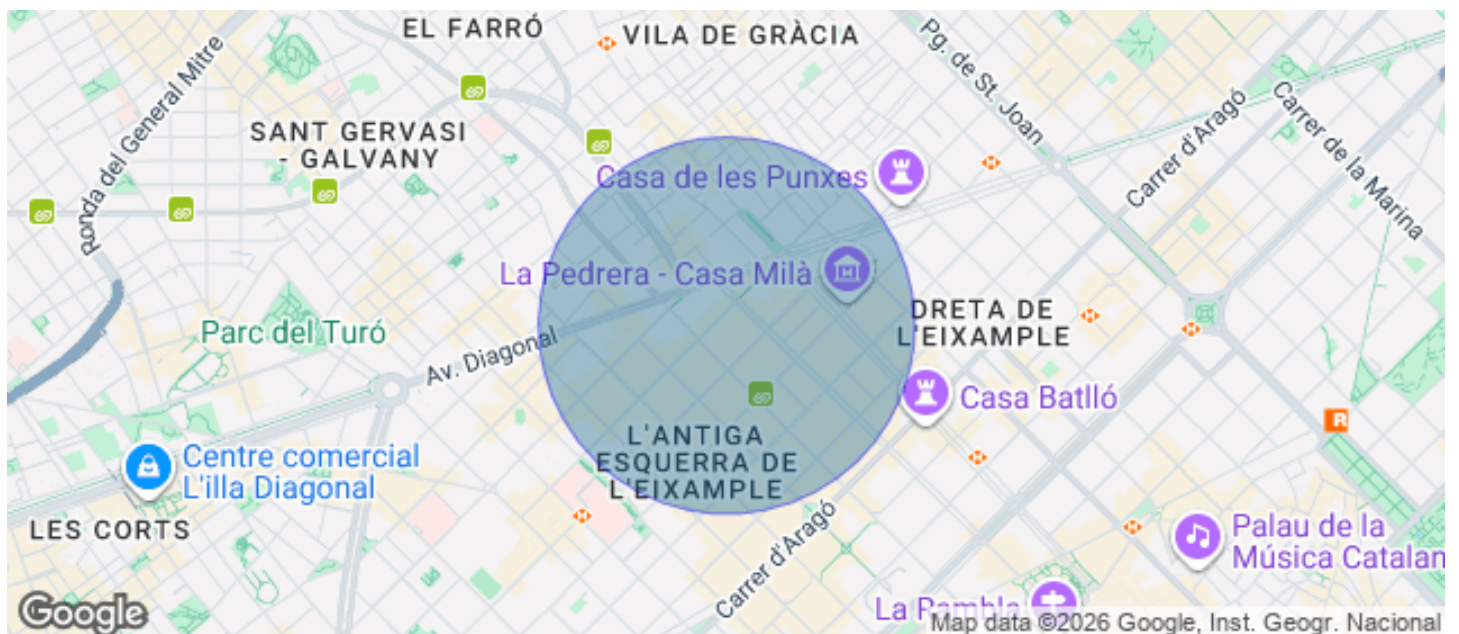 EL FARRÓ
VILA DE GRÀCIA
Pg. de St. Joan
Ronda del General Mitre
SANT GERVASI
- GALVANY
Casa de les Punxes
Carrer d'Aragó
Carrer de la Marina
La Pedrera - Casa Milà
DRETA DE
L'EIXAMPLE
Parc del Turó
Av. Diagonal
Casa Batlló
L'ANTIGA
ESQUERRA DE
L'EIXAMPLE
R
Centre comercial
L'illa Diagonal
LES CORTS
Carrer d'Aragó
Palau de la
Música Catalan
La Rambla
Google
Map data ©2026 Google, Inst. Geogr. Nacional